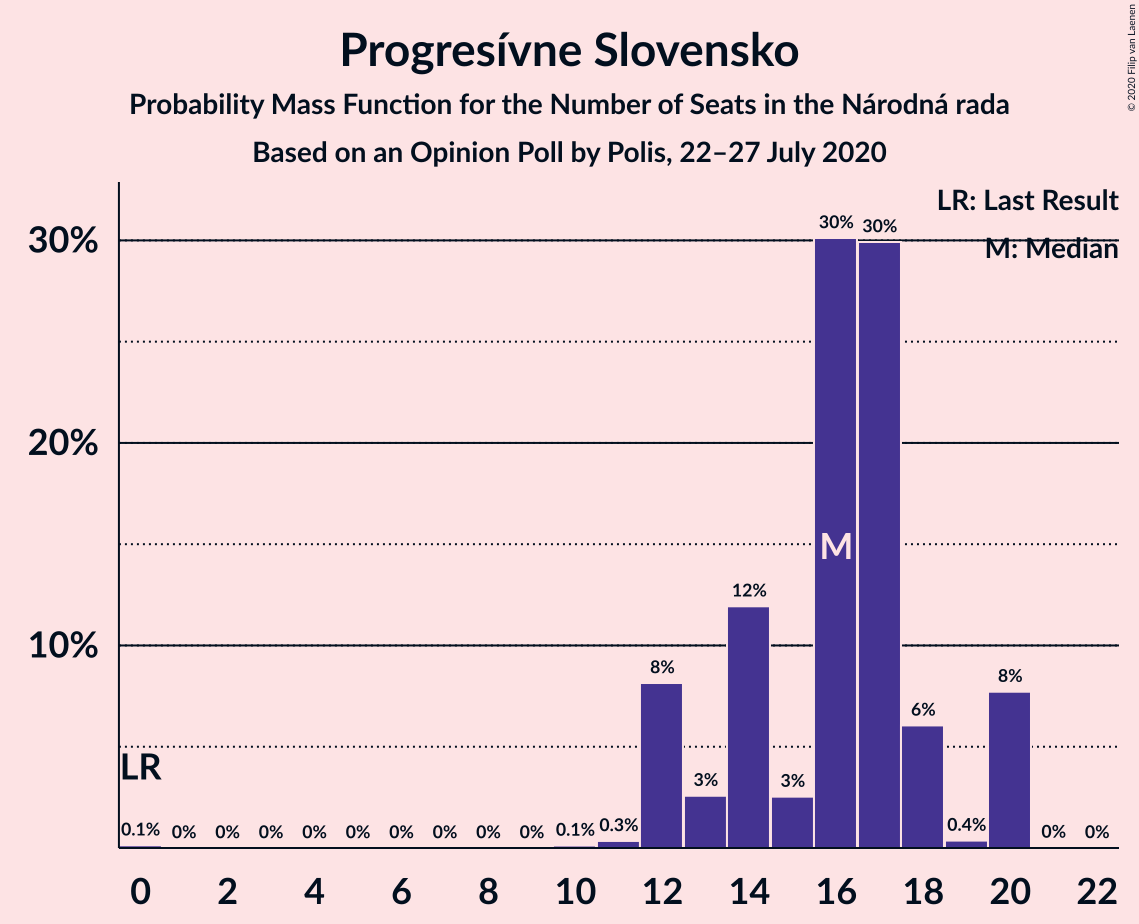 Progresívne Slovensko
Probability Mass Function for the Number of Seats in the Národná rada
Based on an Opinion Poll by Polis, 22–27 July 2020
© 2020 Filip van Laenen
LR: Last Result
M: Median
30%
20%
10%
30% 30%
12%
8%
8%
6%
3%
3%
M
LR
0.1% 0% 0% 0% 0% 0% 0% 0% 0% 0% 0.1% 0.3% 0.4% 0% 0%
0 2 4 6 8 10 12 14 16 18 20 22